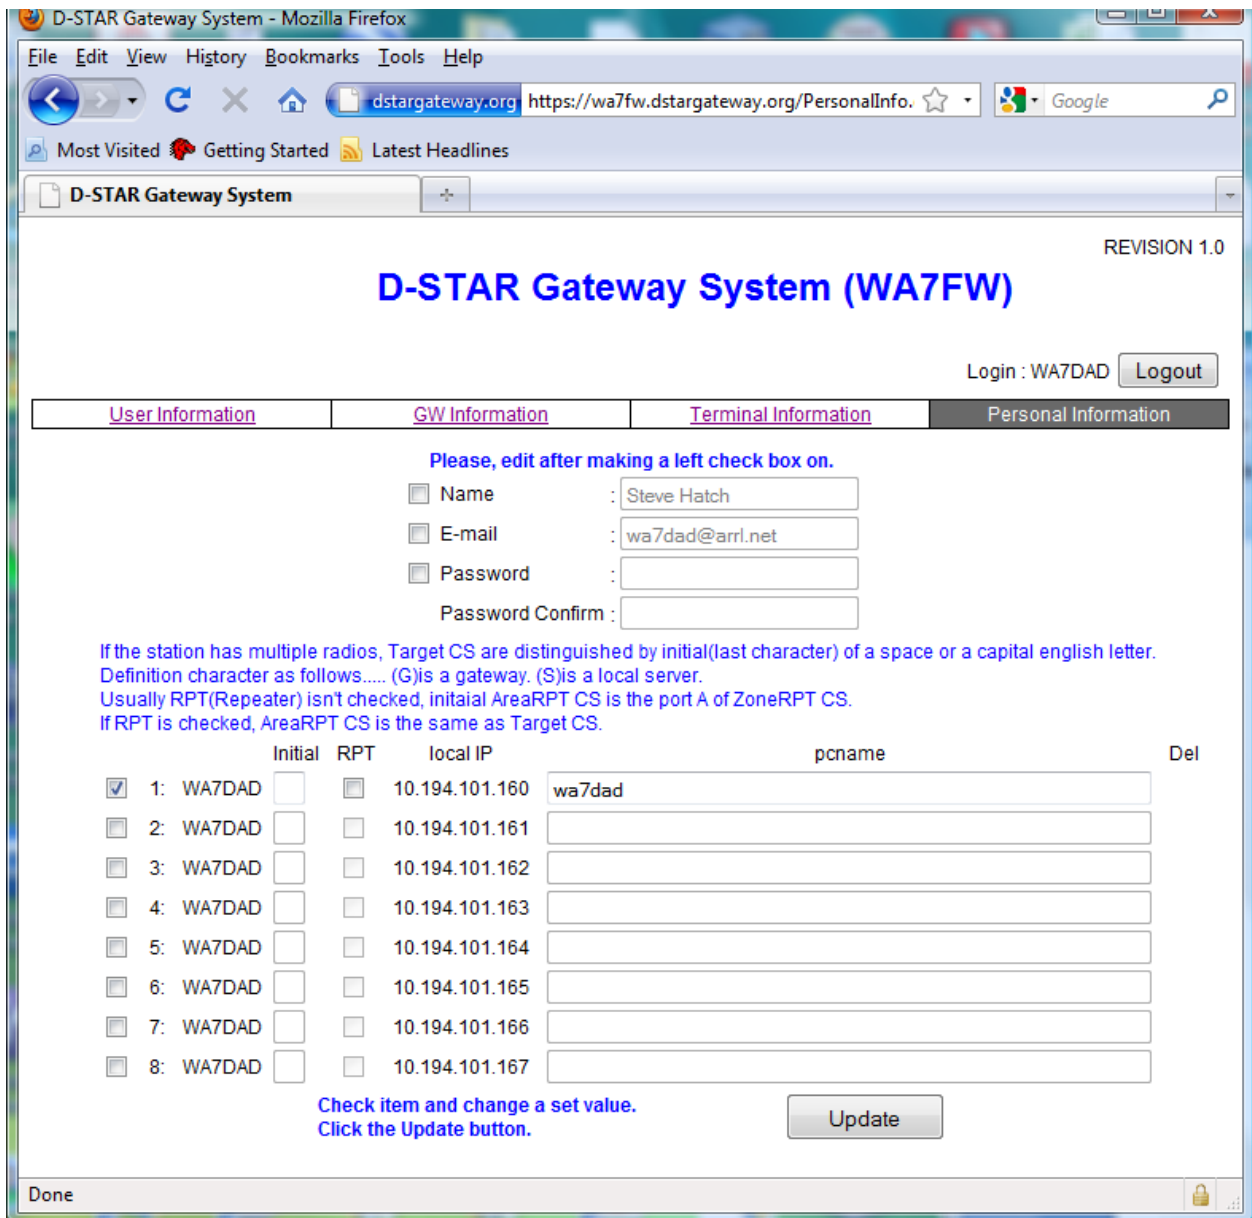 D-STAR Gateway System - Mozilla Firefox
File Edit View History Bookmarks Tools Help
dstargateway.org https://wa7fw.dstargateway.org/PersonalInfo. Google
Most Visited Getting Started Latest Headlines
D-STAR Gateway System
REVISION 1.0
D-STAR Gateway System (WA7FW)
Login : WA7DAD Logout
User Information GW Information Terminal Information Personal Information
Please, edit after making a left check box on.
Name : Steve Hatch
E-mail : wa7dad@arrl.net
Password :
Password Confirm :
If the station has multiple radios, Target CS are distinguished by initial(last character) of a space or a capital english letter.
Definition character as follows..... (G)is a gateway. (S)is a local server.
Usually RPT(Repeater) isn't checked, initaial AreaRPT CS is the port A of ZoneRPT CS.
If RPT is checked, AreaRPT CS is the same as Target CS.
Initial RPT local IP pcname Del
1: WA7DAD 10.194.101.160 wa7dad
2: WA7DAD 10.194.101.161
3: WA7DAD 10.194.101.162
4: WA7DAD 10.194.101.163
5: WA7DAD 10.194.101.164
6: WA7DAD 10.194.101.165
7: WA7DAD 10.194.101.166
8: WA7DAD 10.194.101.167
Check item and change a set value.
Click the Update button.
Update
Done